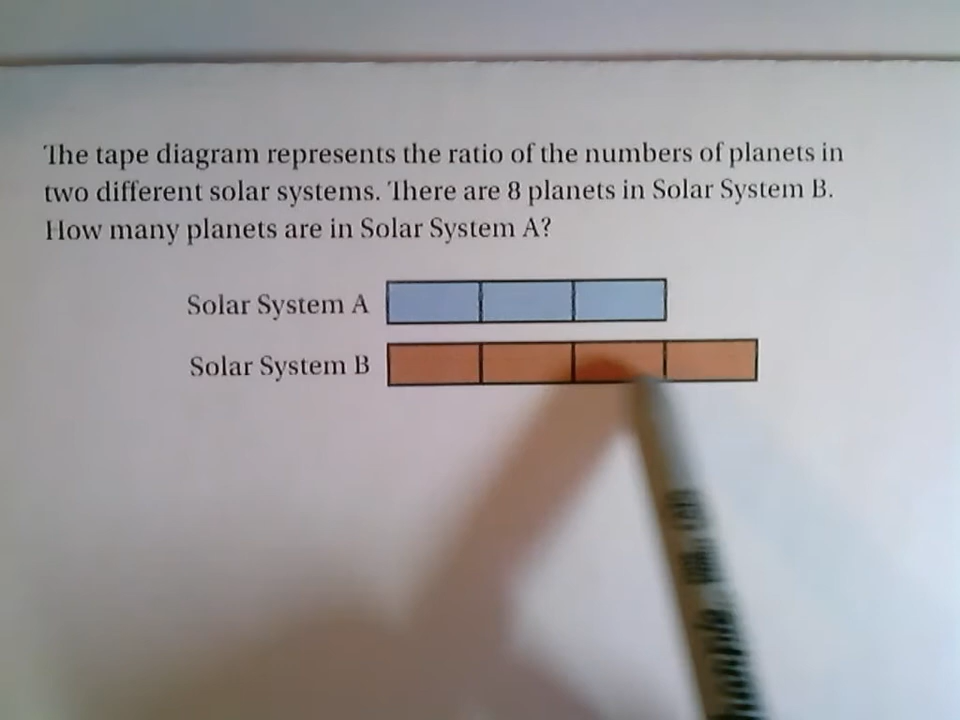 The tape diagram represents the ratio of the numbers of planets in
two different solar systems. There are 8 planets in Solar System B.
How many planets are in Solar System A?
Solar System A
Solar System B